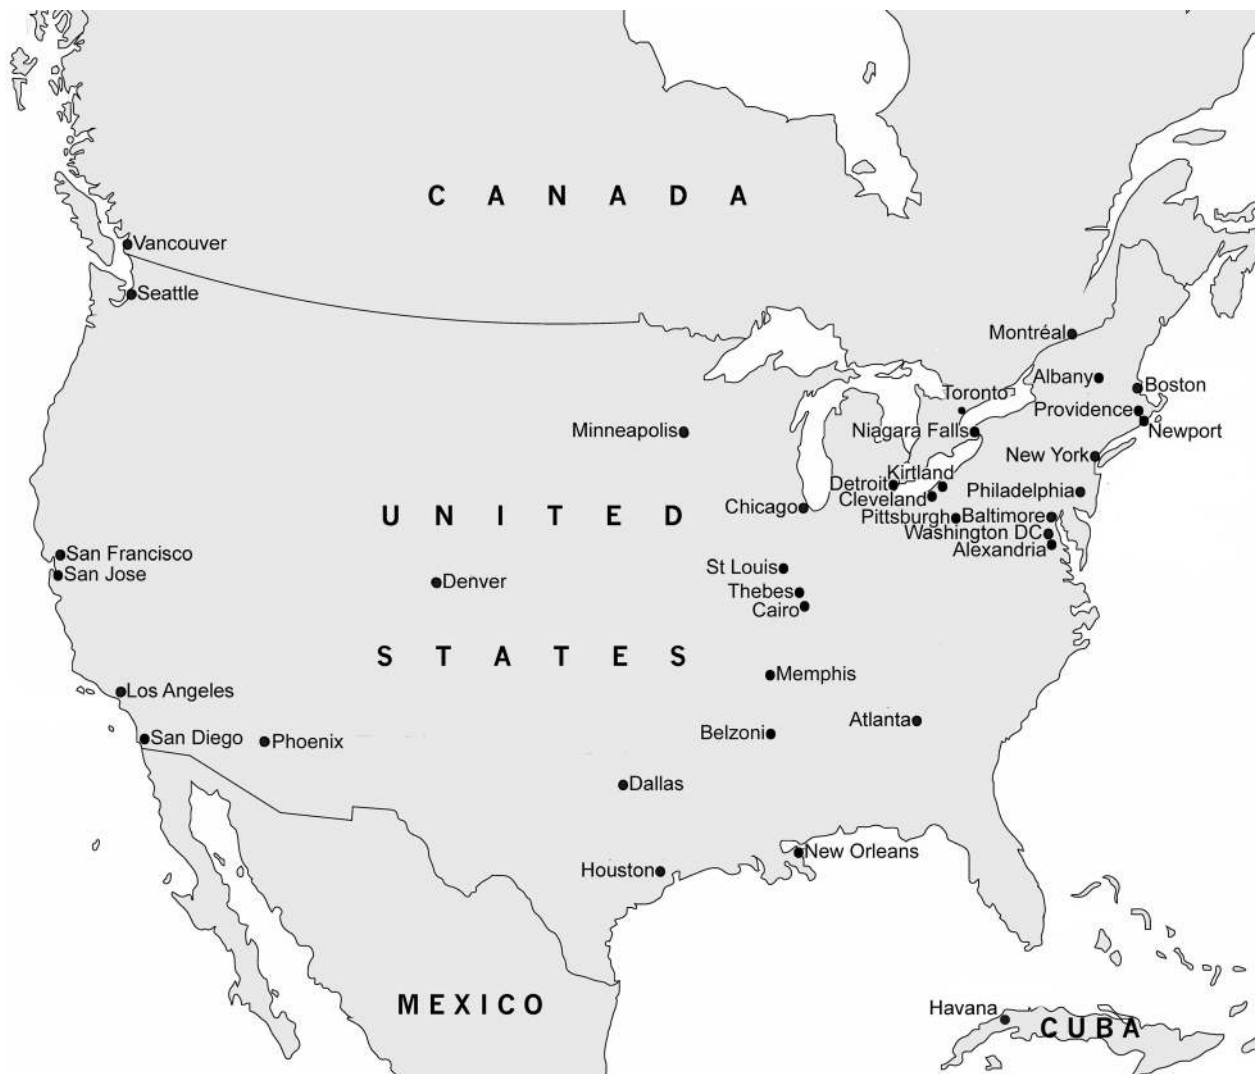 CANADA
Vancouver
Seattle
Montréal
Albany
Boston
Toronto
Providence
Newport
Minneapolis
Niagara Falls
New York
Kirtland
Detroit
Cleveland
Philadelphia
Chicago
UNITED
Pittsburgh
Baltimore
Washington DC
Alexandria
San Francisco
San Jose
St Louis
Denver
Thebes
Cairo
STATES
Memphis
Los Angeles
Atlanta
Belzoni
San Diego
Phoenix
Dallas
New Orleans
Houston
MEXICO
Havana
CUBA